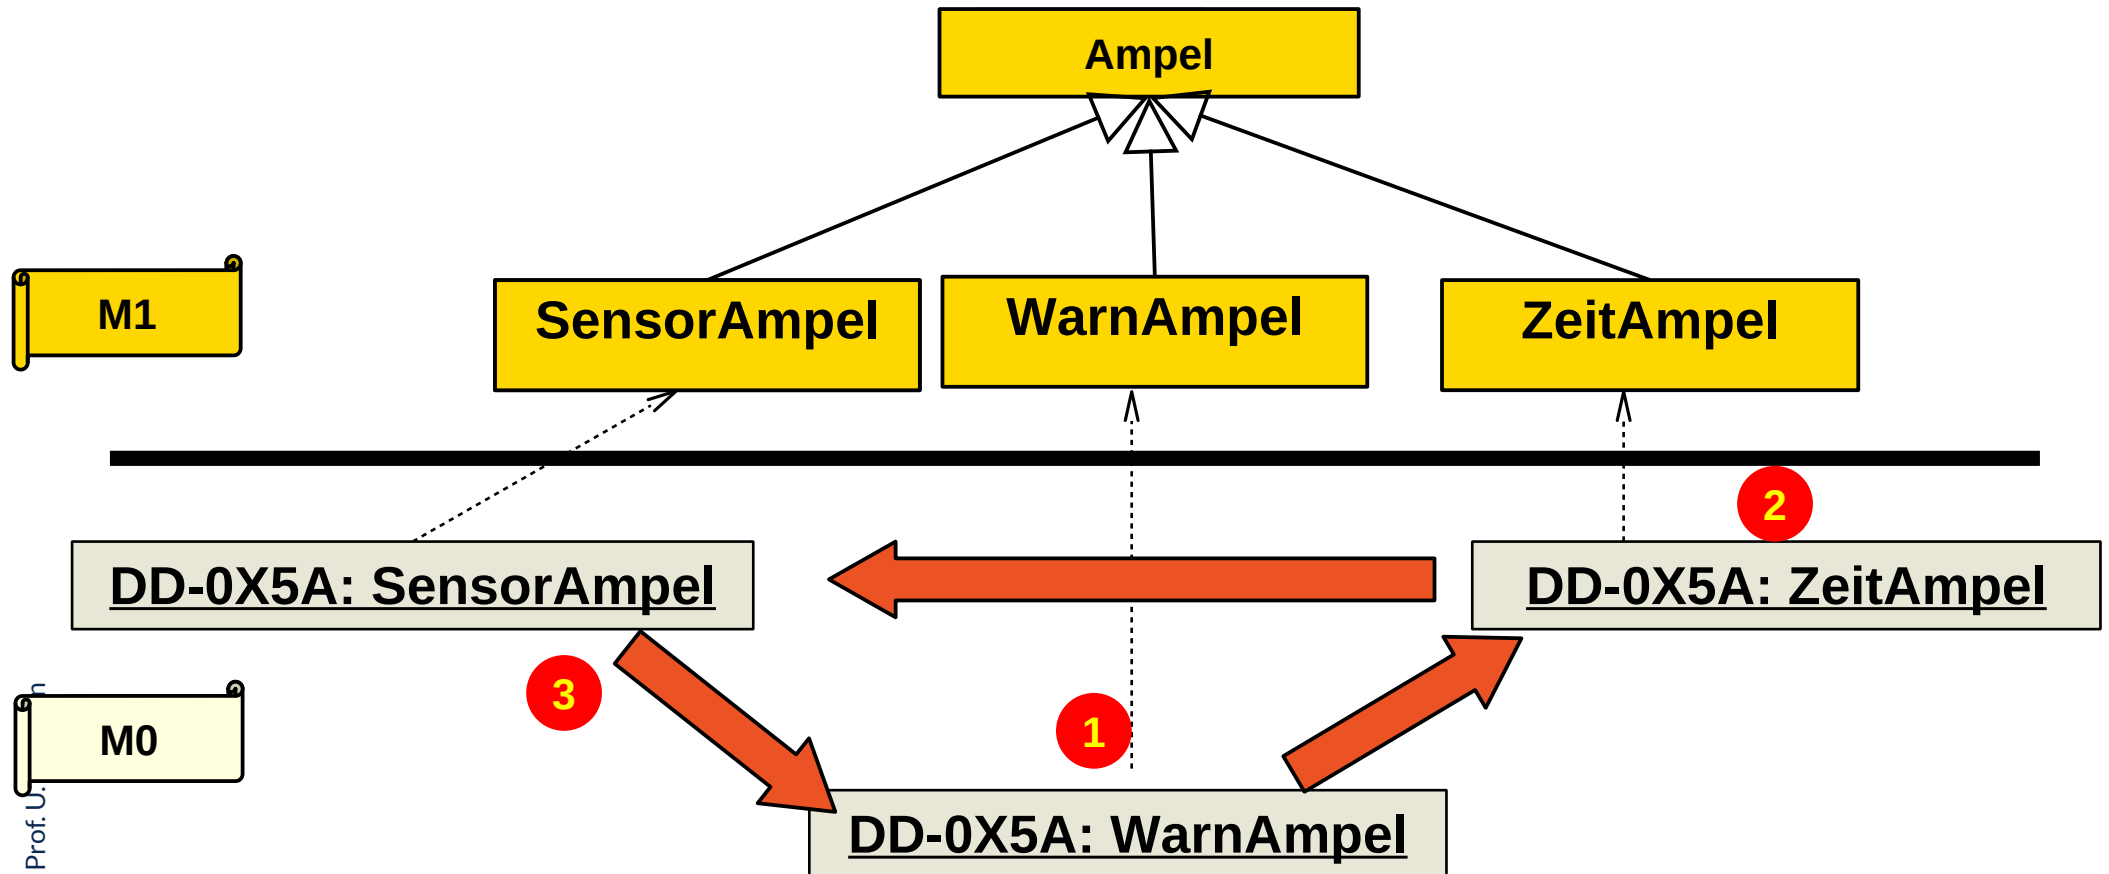 Ampel
M1
SensorAmpel
WarnAmpel
ZeitAmpel
2
DD-0X5A: SensorAmpel
DD-0X5A: ZeitAmpel
3
1
M0
DD-0X5A: WarnAmpel
Prof. U.